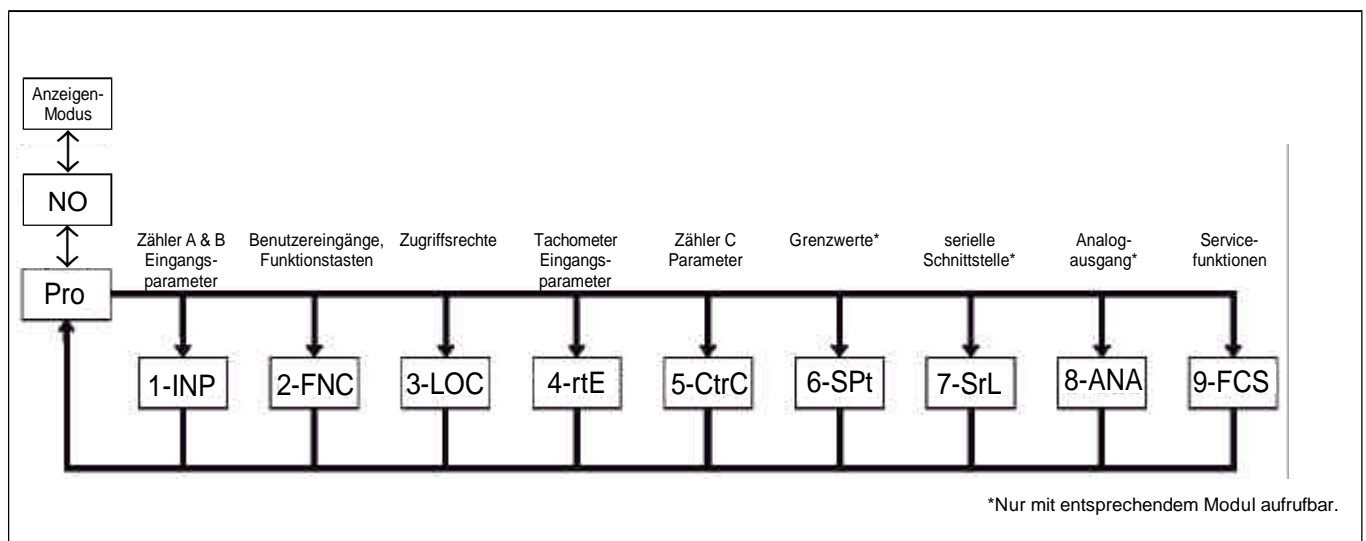 Anzeigen-
Modus
NO
Pro
Zähler A & B
Eingangs-
parameter
Benutzereingänge,
Funktionstasten
Zugriffsrechte
Tachometer
Eingangs-
parameter
Zähler C
Parameter
Grenzwerte*
serielle
Schnittstelle*
Analog-
ausgang*
Service-
funktionen
1-INP
2-FNC
3-LOC
4-rtE
5-CtrC
6-SPt
7-SrL
8-ANA
9-FCS
*Nur mit entsprechendem Modul aufrufbar.